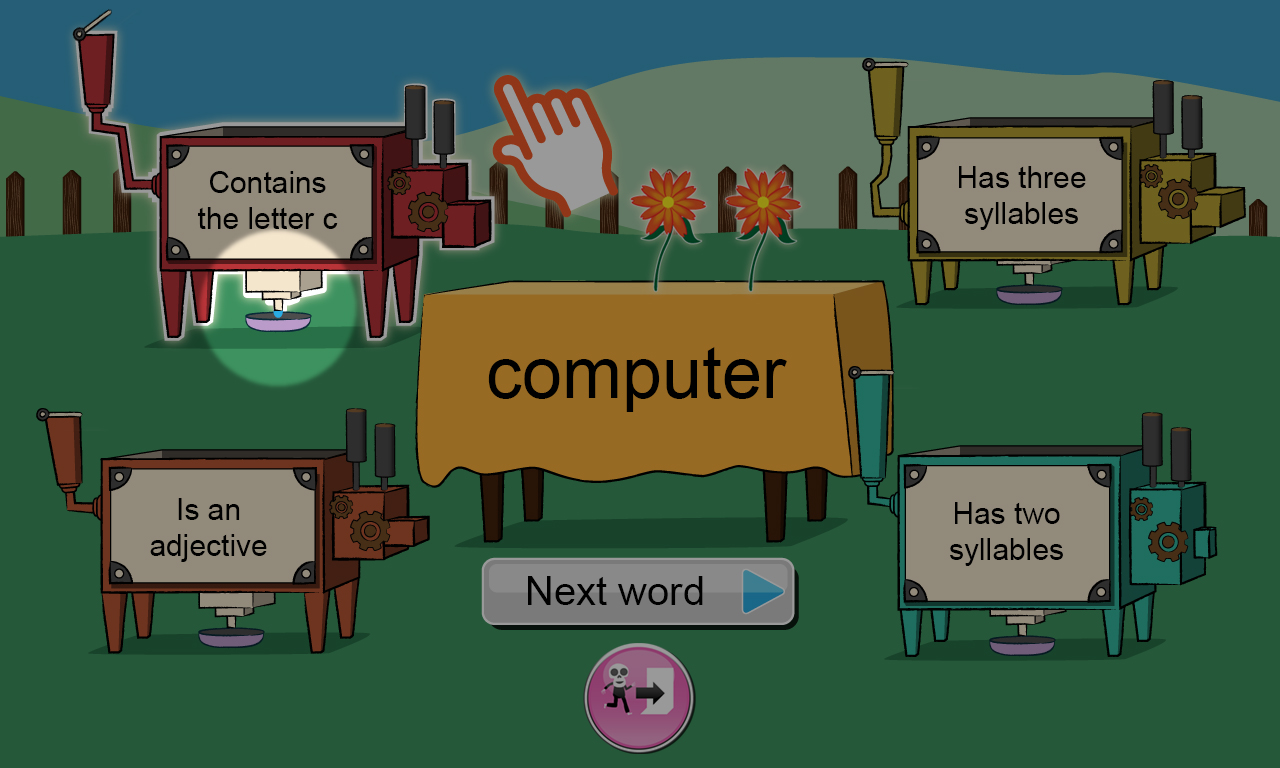 Contains
the letter c
Has three
syllables
computer
Is an
adjective
Has two
syllables
Next word